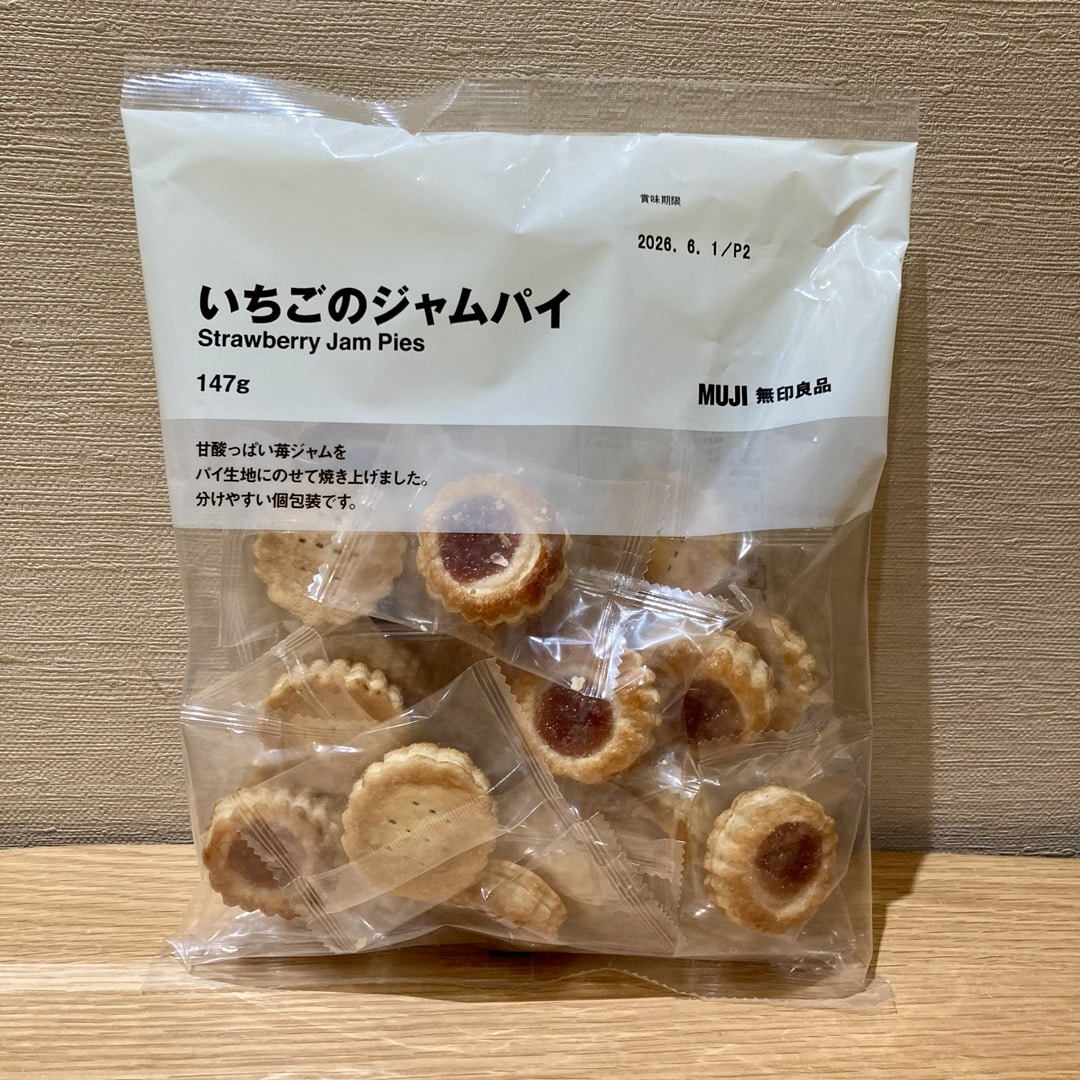 賞味期限
2026. 6. 1/P2
いちごのジャムパイ
Strawberry Jam Pies
147g
MUJI 無印良品
甘酸っぱい苺ジャムを
パイ生地にのせて焼き上げました。
分けやすい個包装です。